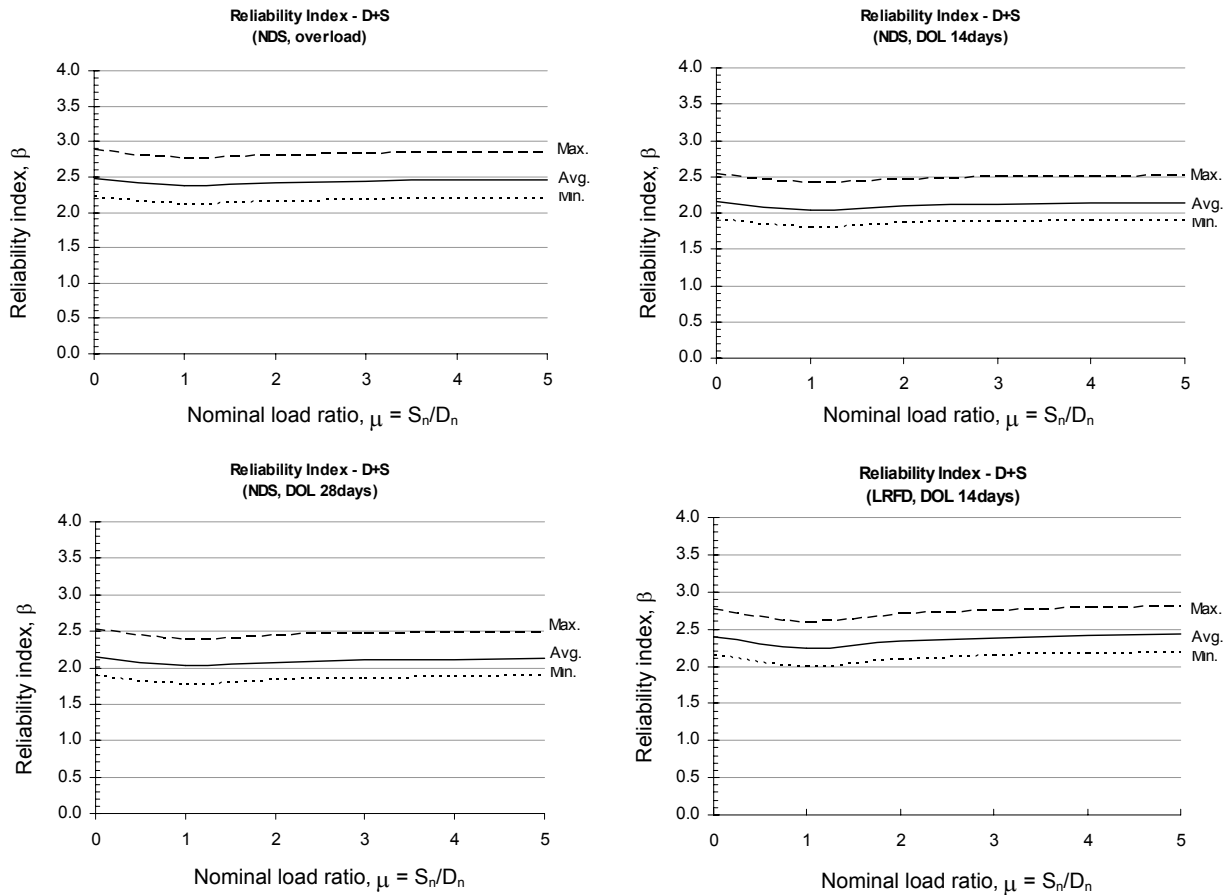 Reliability Index - D+S
(NDS, overload)
4.0
3.5
3.0
2.5
2.0
1.5
1.0
0.5
0.0
Reliability index, β
Max.
Avg.
Min.
0 1 2 3 4 5
Nominal load ratio, μ = Sₙ/Dₙ
Reliability Index - D+S
(NDS, DOL 14days)
4.0
3.5
3.0
2.5
2.0
1.5
1.0
0.5
0.0
Reliability index, β
Max.
Avg.
Min.
0 1 2 3 4 5
Nominal load ratio, μ = Sₙ/Dₙ
Reliability Index - D+S
(NDS, DOL 28days)
4.0
3.5
3.0
2.5
2.0
1.5
1.0
0.5
0.0
Reliability index, β
Max.
Avg.
Min.
0 1 2 3 4 5
Nominal load ratio, μ = Sₙ/Dₙ
Reliability Index - D+S
(LRFD, DOL 14days)
4.0
3.5
3.0
2.5
2.0
1.5
1.0
0.5
0.0
Reliability index, β
Max.
Avg.
Min.
0 1 2 3 4 5
Nominal load ratio, μ = Sₙ/Dₙ